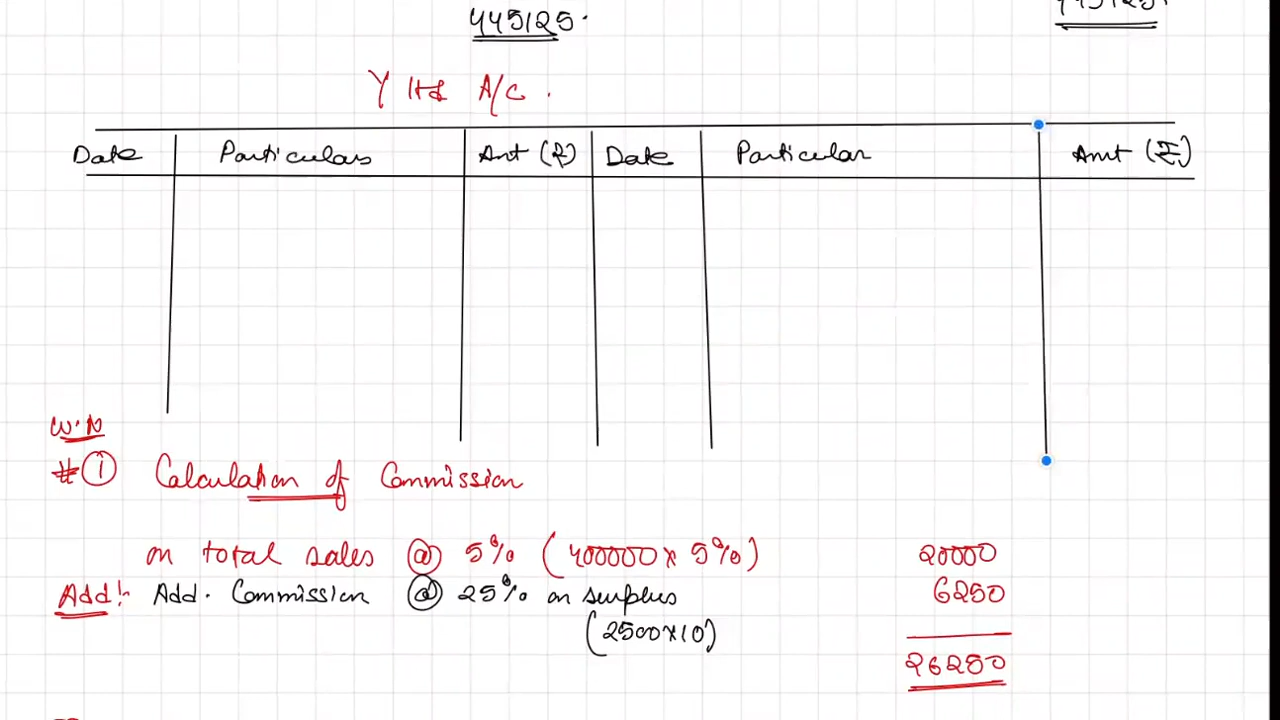 445125.
Y Ltd A/C.
Date Particulars Amt (₹) Date Particular Amt (₹)
W.N
# ① Calculation of Commission
on total sales @ 5% (400000 x 5%) 20000
Add:- Add. Commission @ 25% on surplus 6250
(2500x10)
26250